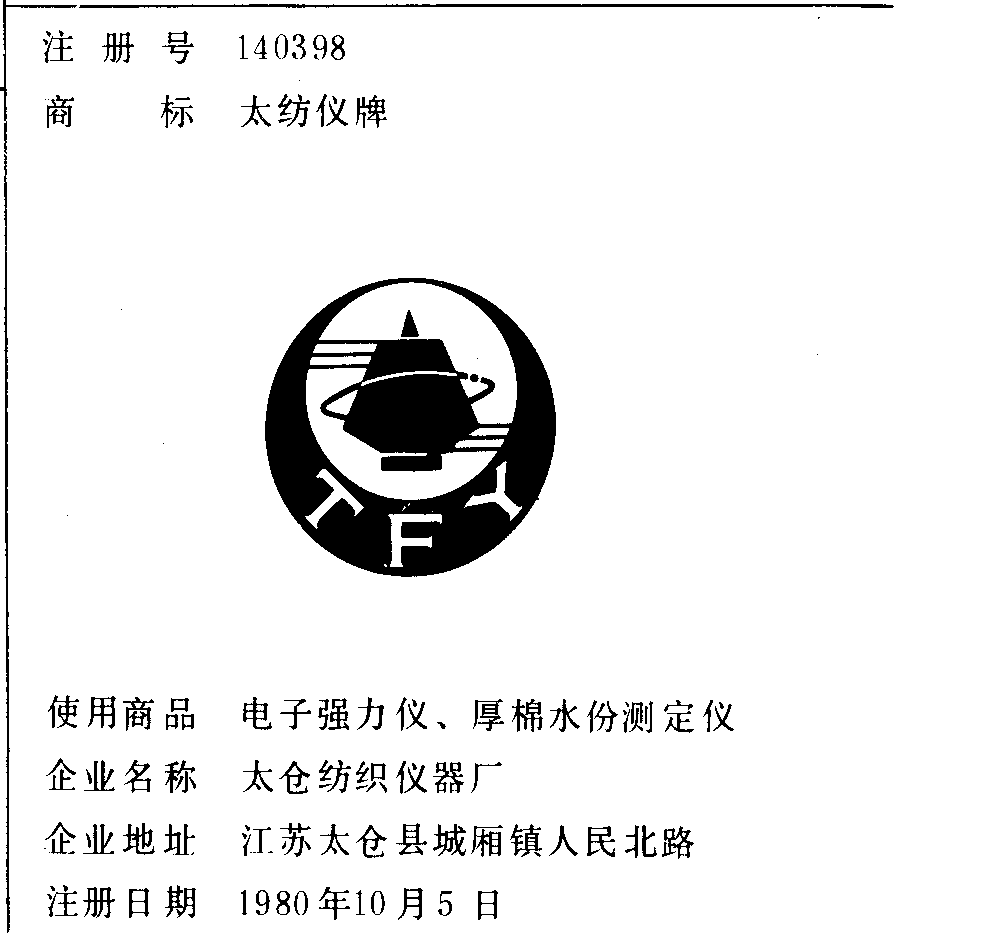 注册号 140398
商标 太纺仪牌
TFY
使用商品 电子强力仪、厚棉水份测定仪
企业名称 太仓纺织仪器厂
企业地址 江苏太仓县城厢镇人民北路
注册日期 1980年10月5日